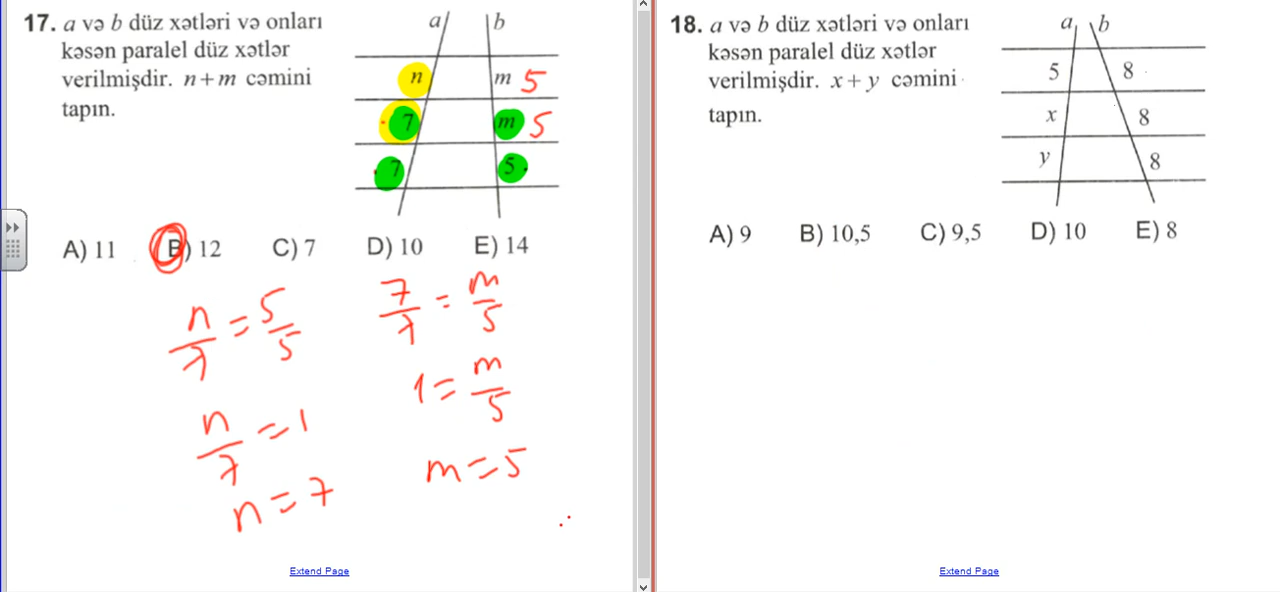 17. a və b düz xətləri və onları
kəsən paralel düz xətlər
verilmişdir. n+m cəmini
tapın.
a b
n m 5
7 m 5
7 5
A) 11 B) 12 C) 7 D) 10 E) 14
n/7 = 5/5
n/7 = 1
n = 7
7/7 = m/5
1 = m/5
m = 5
Extend Page
18. a və b düz xətləri və onları
kəsən paralel düz xətlər
verilmişdir. x+y cəmini
tapın.
a b
5 8
x 8
y 8
A) 9 B) 10,5 C) 9,5 D) 10 E) 8
Extend Page